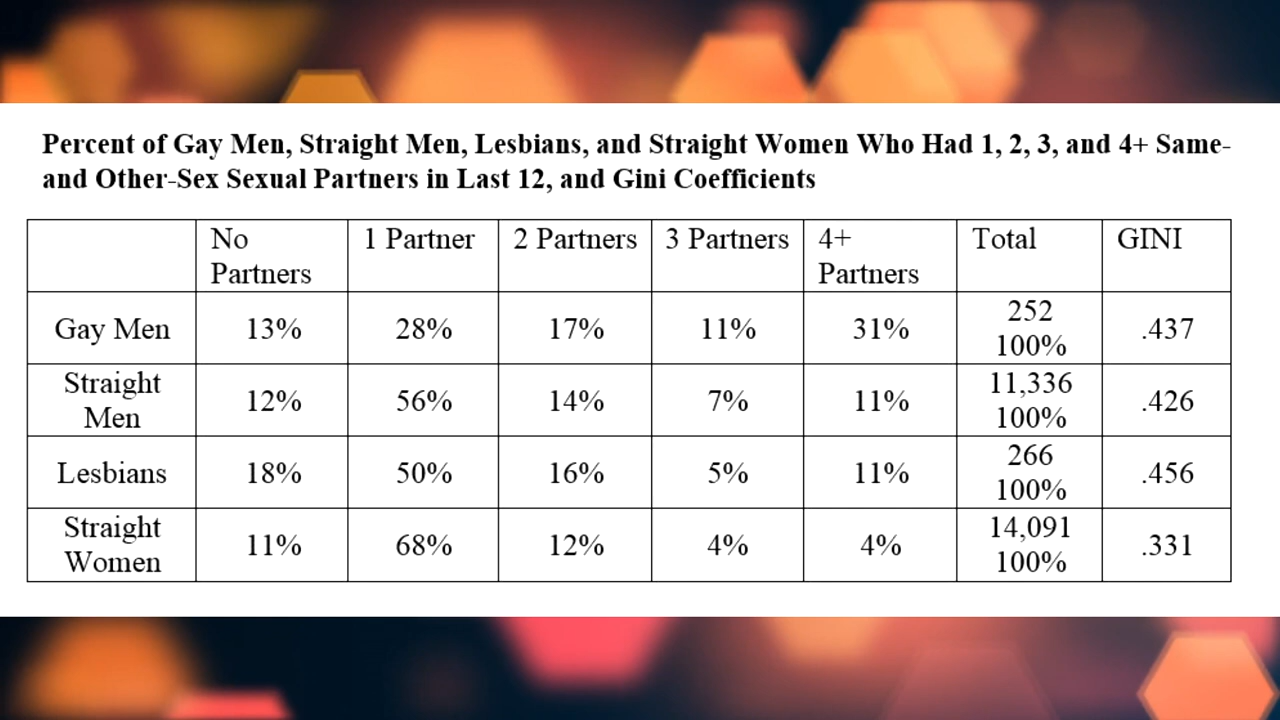 Percent of Gay Men, Straight Men, Lesbians, and Straight Women Who Had 1, 2, 3, and 4+ Same-
and Other-Sex Sexual Partners in Last 12, and Gini Coefficients
No Partners 1 Partner 2 Partners 3 Partners 4+ Partners Total GINI
Gay Men 13% 28% 17% 11% 31% 252 100% .437
Straight Men 12% 56% 14% 7% 11% 11,336 100% .426
Lesbians 18% 50% 16% 5% 11% 266 100% .456
Straight Women 11% 68% 12% 4% 4% 14,091 100% .331